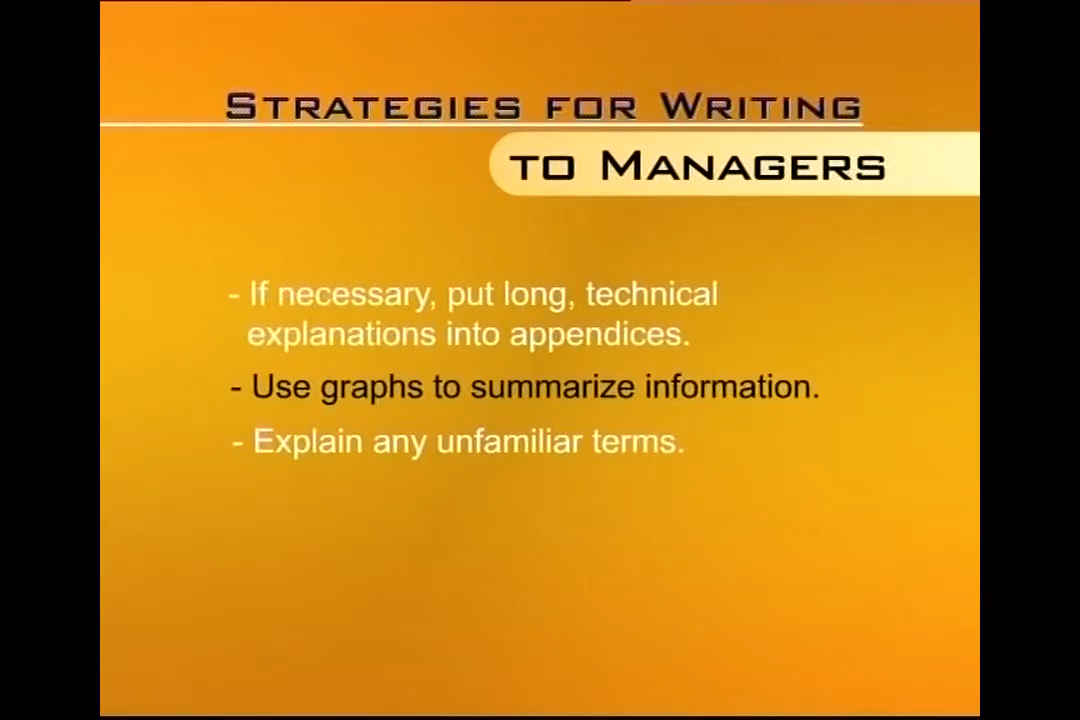 STRATEGIES FOR WRITING
TO MANAGERS
- If necessary, put long, technical
explanations into appendices.
- Use graphs to summarize information.
- Explain any unfamiliar terms.